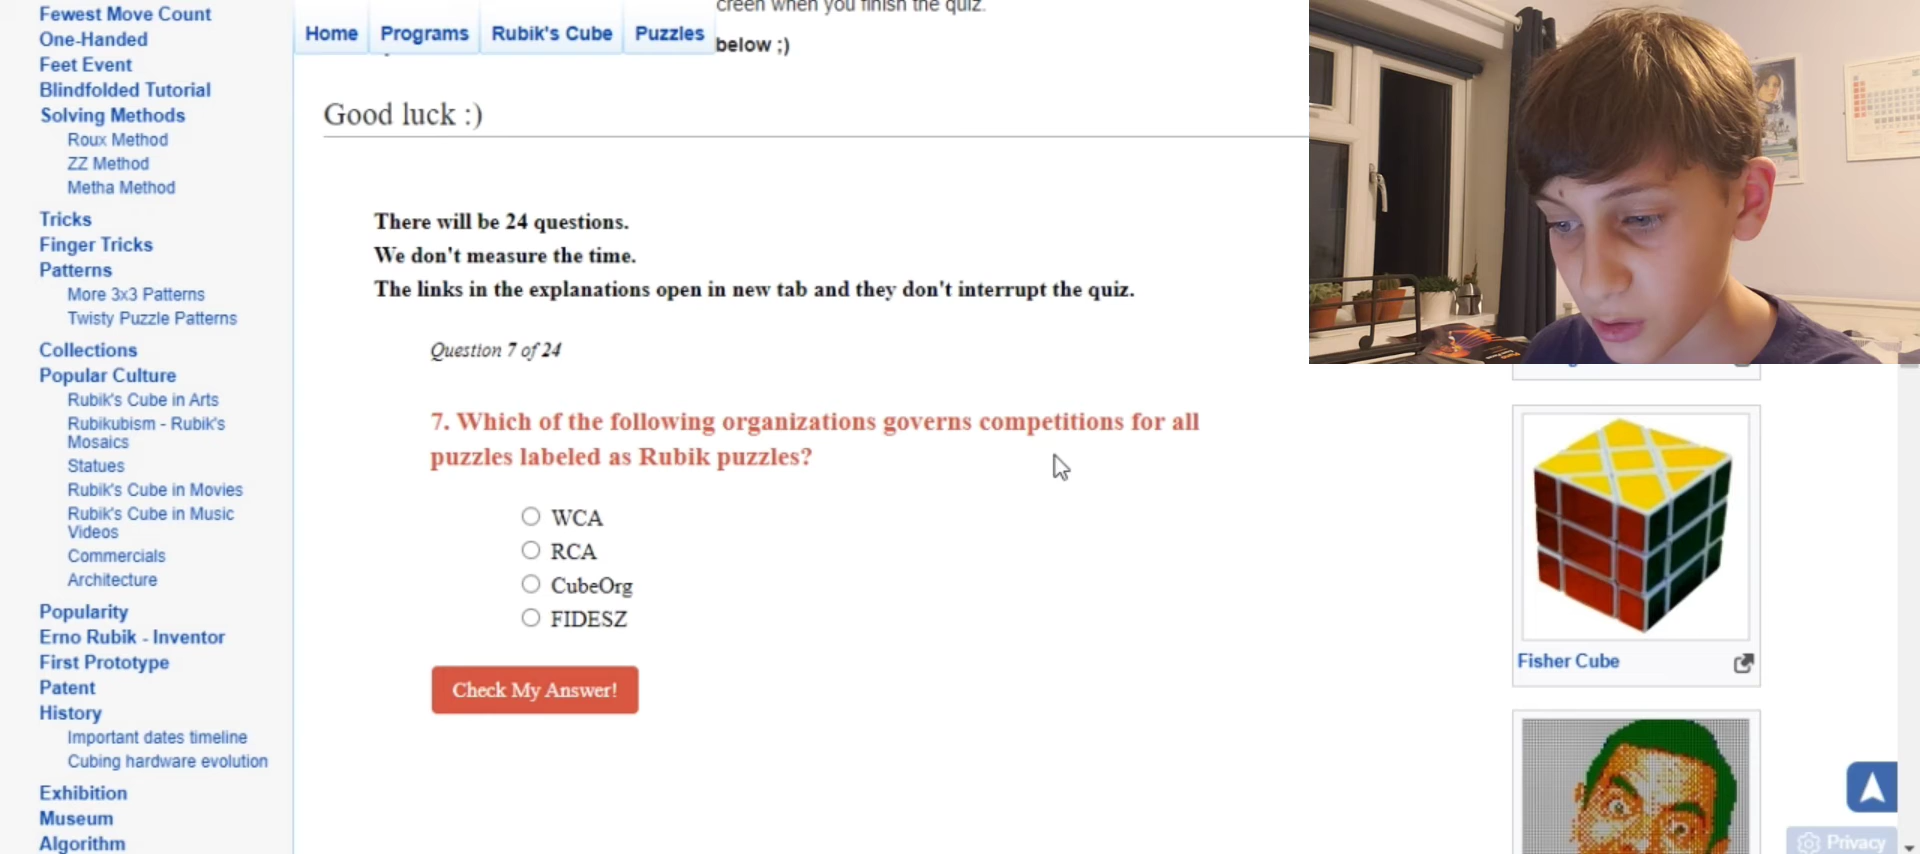 Fewest Move Count
One-Handed
Feet Event
Blindfolded Tutorial
Solving Methods
Roux Method
ZZ Method
Metha Method
Tricks
Finger Tricks
Patterns
More 3x3 Patterns
Twisty Puzzle Patterns
Collections
Popular Culture
Rubik's Cube in Arts
Rubikubism - Rubik's
Mosaics
Statues
Rubik's Cube in Movies
Rubik's Cube in Music
Videos
Commercials
Architecture
Popularity
Erno Rubik - Inventor
First Prototype
Patent
History
Important dates timeline
Cubing hardware evolution
Exhibition
Museum
Algorithm
Home Programs Rubik's Cube Puzzles
creen when you finish the quiz.
below ;)
Good luck :)
There will be 24 questions.
We don't measure the time.
The links in the explanations open in new tab and they don't interrupt the quiz.
Question 7 of 24
7. Which of the following organizations governs competitions for all
puzzles labeled as Rubik puzzles?
WCA
RCA
CubeOrg
FIDESZ
Check My Answer!
Fisher Cube
Privacy